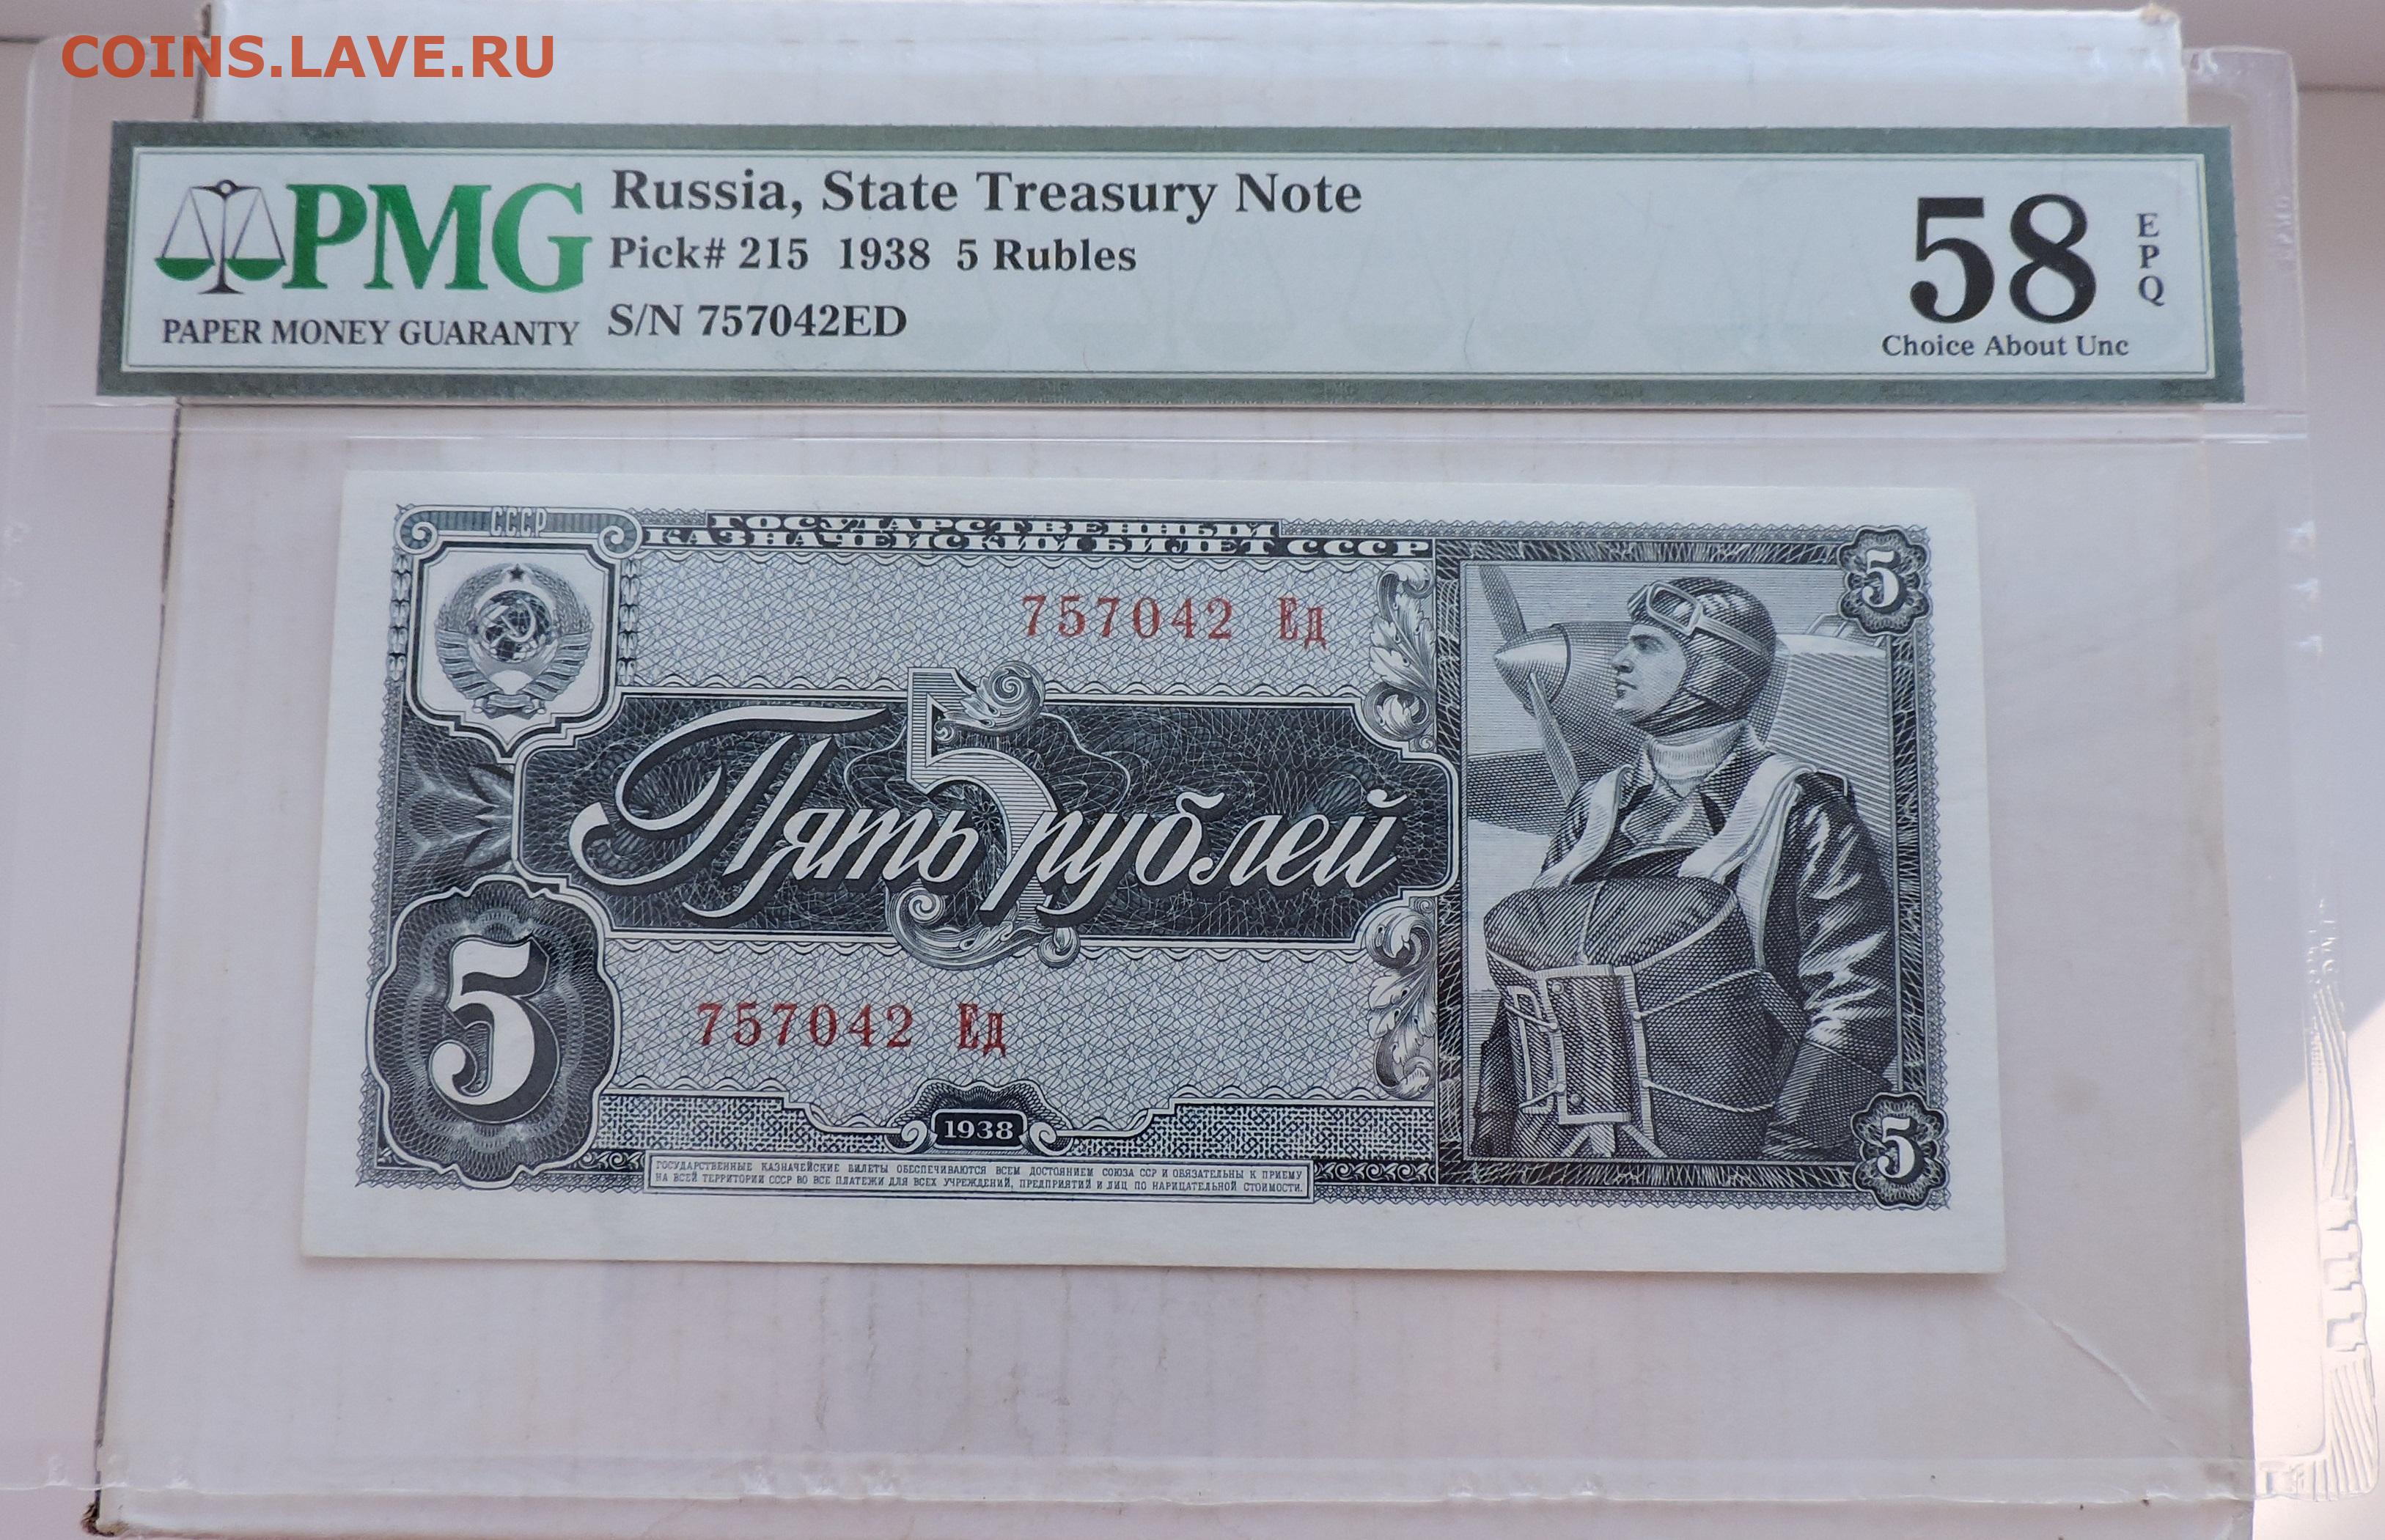 COINS.LAVE.RU
PMG
PAPER MONEY GUARANTY
Russia, State Treasury Note
Pick# 215 1938 5 Rubles
S/N 757042ED
58
EPQ
Choice About Unc
СССР
ГОСУДАРСТВЕННЫЙ
КАЗНАЧЕЙСКИЙ БИЛЕТ СССР
5
757042 Ед
5
Пять рублей
5
757042 Ед
1938
5
ГОСУДАРСТВЕННЫЕ КАЗНАЧЕЙСКИЕ БИЛЕТЫ ОБЕСПЕЧИВАЮТСЯ ВСЕМ ДОСТОЯНИЕМ СОЮЗА ССР И ОБЯЗАТЕЛЬНЫ К ПРИЕМУ
НА ВСЕЙ ТЕРРИТОРИИ СССР ВО ВСЕ ПЛАТЕЖИ ДЛЯ ВСЕХ УЧРЕЖДЕНИЙ, ПРЕДПРИЯТИЙ И ЛИЦ ПО НАРИЦАТЕЛЬНОЙ СТОИМОСТИ.